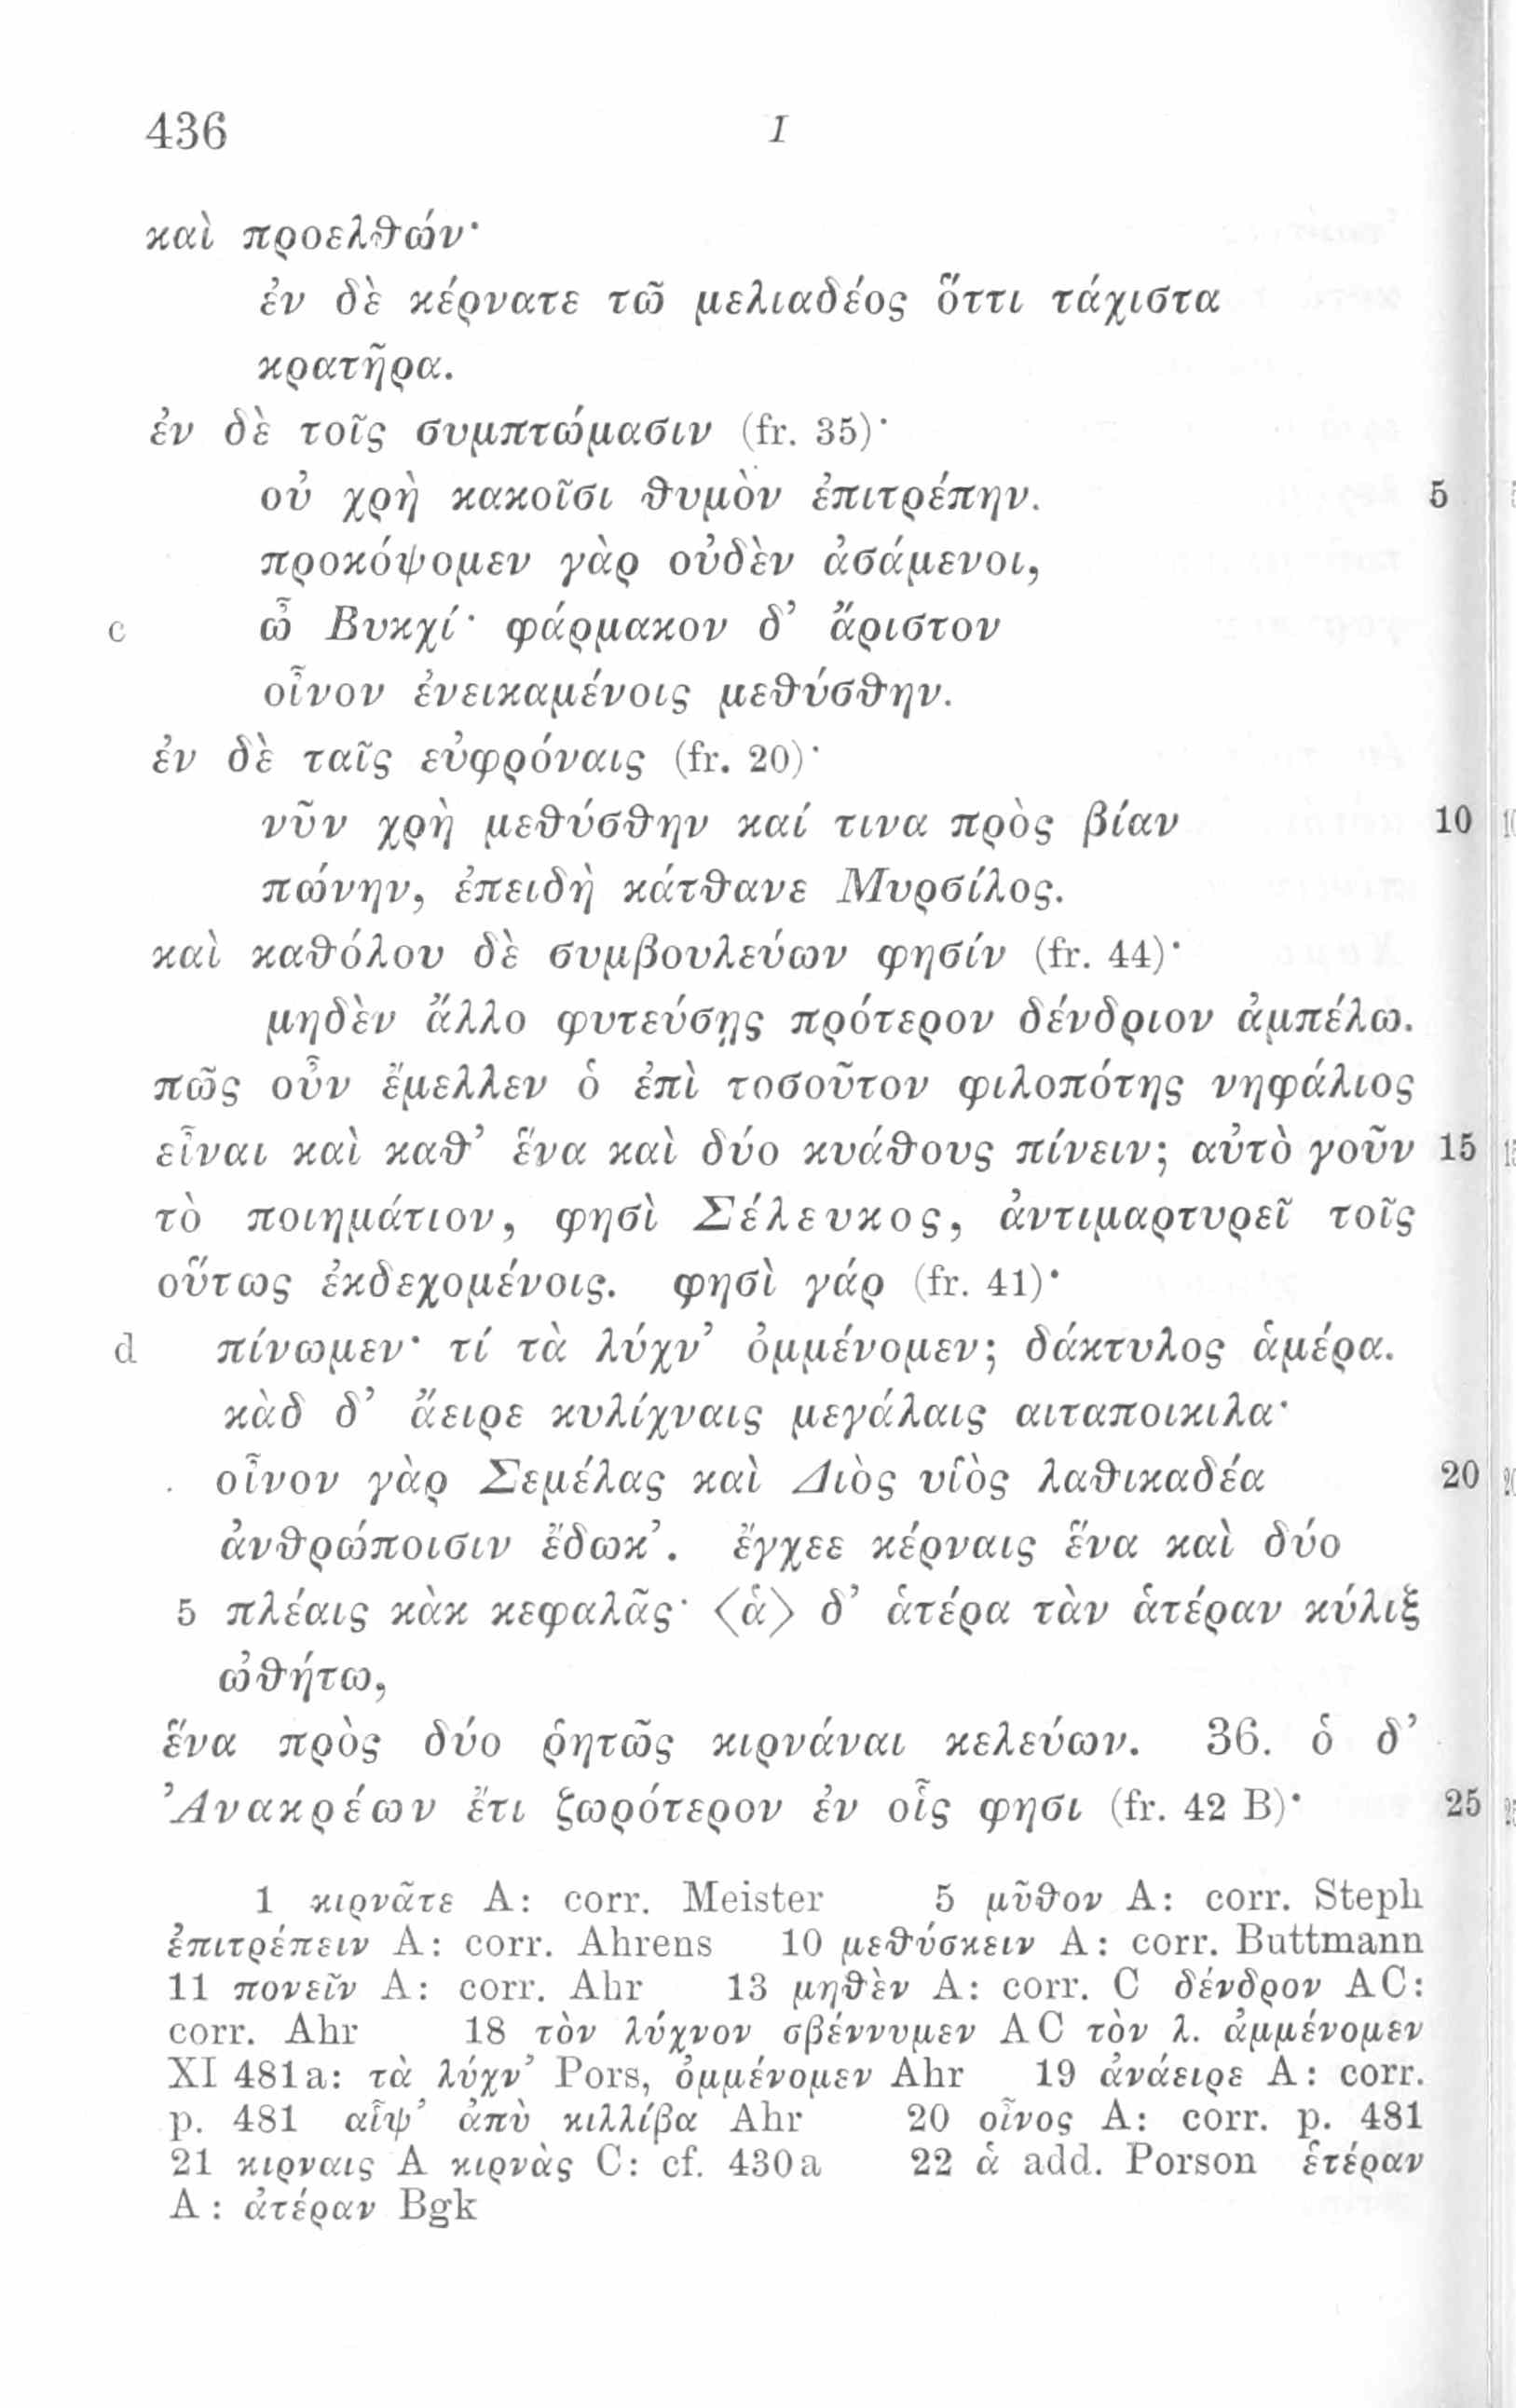 436 I
καὶ προελθών·
ἐν δὲ κέρνατε τῶ μελιαδέος ὄττι τάχιστα
κρατῆρα.
ἐν δὲ τοῖς συμπτώμασιν (fr. 35)·
οὐ χρὴ κακοῖσι θυμὸν ἐπιτρέπην. 5
προκόψομεν γὰρ οὐδὲν ἀσάμενοι,
c ὦ Βυκχί· φάρμακον δ’ ἄριστον
οἶνον ἐνεικαμένοις μεθύσθην.
ἐν δὲ ταῖς εὐφρόναις (fr. 20)·
νῦν χρὴ μεθύσθην καί τινα πρὸς βίαν 10
πώνην, ἐπειδὴ κάτθανε Μυρσίλος.
καὶ καθόλου δὲ συμβουλεύων φησίν (fr. 44)·
μηδὲν ἄλλο φυτεύσῃς πρότερον δένδριον ἀμπέλω.
πῶς οὖν ἔμελλεν ὁ ἐπὶ τοσοῦτον φιλοπότης νηφάλιος
εἶναι καὶ καθ’ ἕνα καὶ δύο κυάθους πίνειν; αὐτὸ γοῦν 15
τὸ ποιημάτιον, φησὶ Σέλευκος, ἀντιμαρτυρεῖ τοῖς
οὕτως ἐκδεχομένοις. φησὶ γάρ (fr. 41)·
d πίνωμεν· τί τὰ λύχν’ ὀμμένομεν; δάκτυλος ἁμέρα.
κὰδ δ’ ἄειρε κυλίχναις μεγάλαις αιταποικιλα·
οἶνον γὰρ Σεμέλας καὶ Διὸς υἱὸς λαθικαδέα 20
ἀνθρώποισιν ἔδωκ’. ἔγχεε κέρναις ἕνα καὶ δύο
5 πλέαις κὰκ κεφαλᾶς· <ἁ> δ’ ἁτέρα τὰν ἁτέραν κύλιξ
ὠθήτω,
ἕνα πρὸς δύο ῥητῶς κιρνάναι κελεύων. 36. ὁ δ’
Ἀνακρέων ἔτι ζωρότερον ἐν οἷς φησι (fr. 42 B)· 25
1 κιρνᾶτε A: corr. Meister 5 μῦθον A: corr. Steph
ἐπιτρέπειν A: corr. Ahrens 10 μεθύσκειν A: corr. Buttmann
11 πονεῖν A: corr. Ahr 13 μηθὲν A: corr. C δένδρον AC:
corr. Ahr 18 τὸν λύχνον σβέννυμεν AC τὸν λ. ἀμμένομεν
XI 481a: τὰ λύχν’ Pors, ὀμμένομεν Ahr 19 ἀνάειρε A: corr.
p. 481 αἶψ’ ἀπὺ κιλλίβα Ahr 20 οἶνος A: corr. p. 481
21 κιρναις A κιρνὰς C: cf. 430a 22 ἁ add. Porson ἑτέραν
A: ἀτέραν Bgk